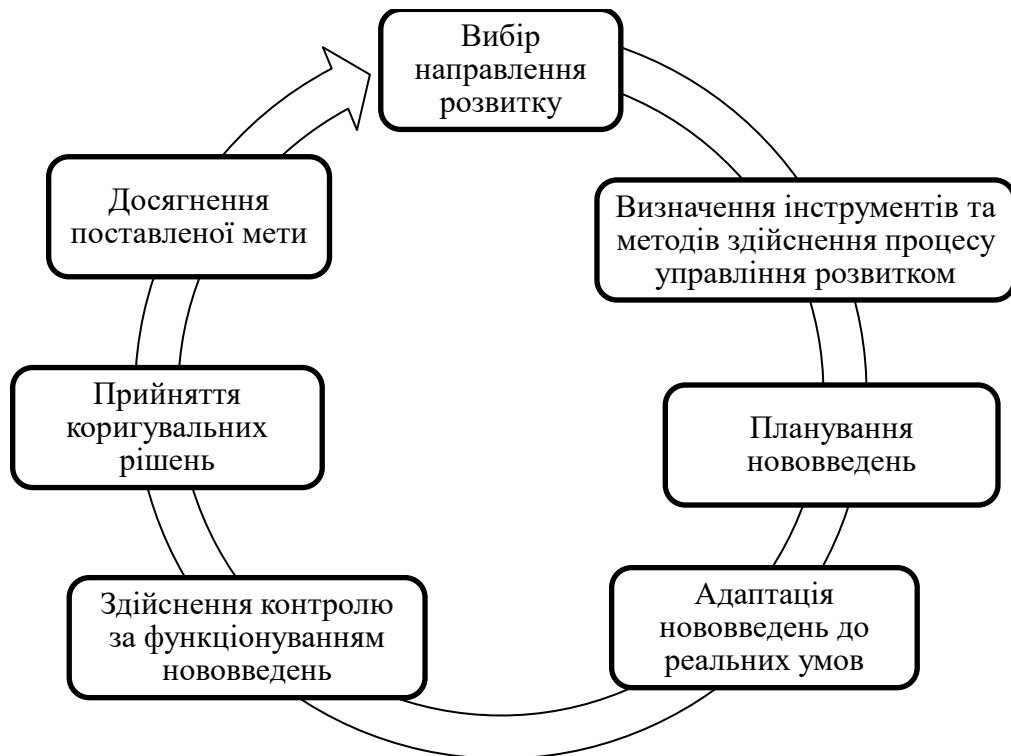 Вибір
направлення
розвитку
Визначення інструментів та
методів здійснення процесу
управління розвитком
Планування
нововведень
Адаптація
нововведень до
реальних умов
Здійснення контролю
за функціонуванням
нововведень
Прийняття
коригувальних
рішень
Досягнення
поставленої мети